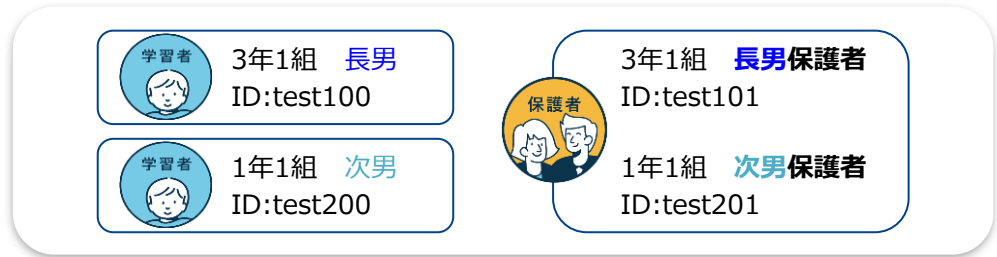 学習者
3年1組　長男
ID:test100
学習者
1年1組　次男
ID:test200
保護者
3年1組　長男保護者
ID:test101
1年1組　次男保護者
ID:test201